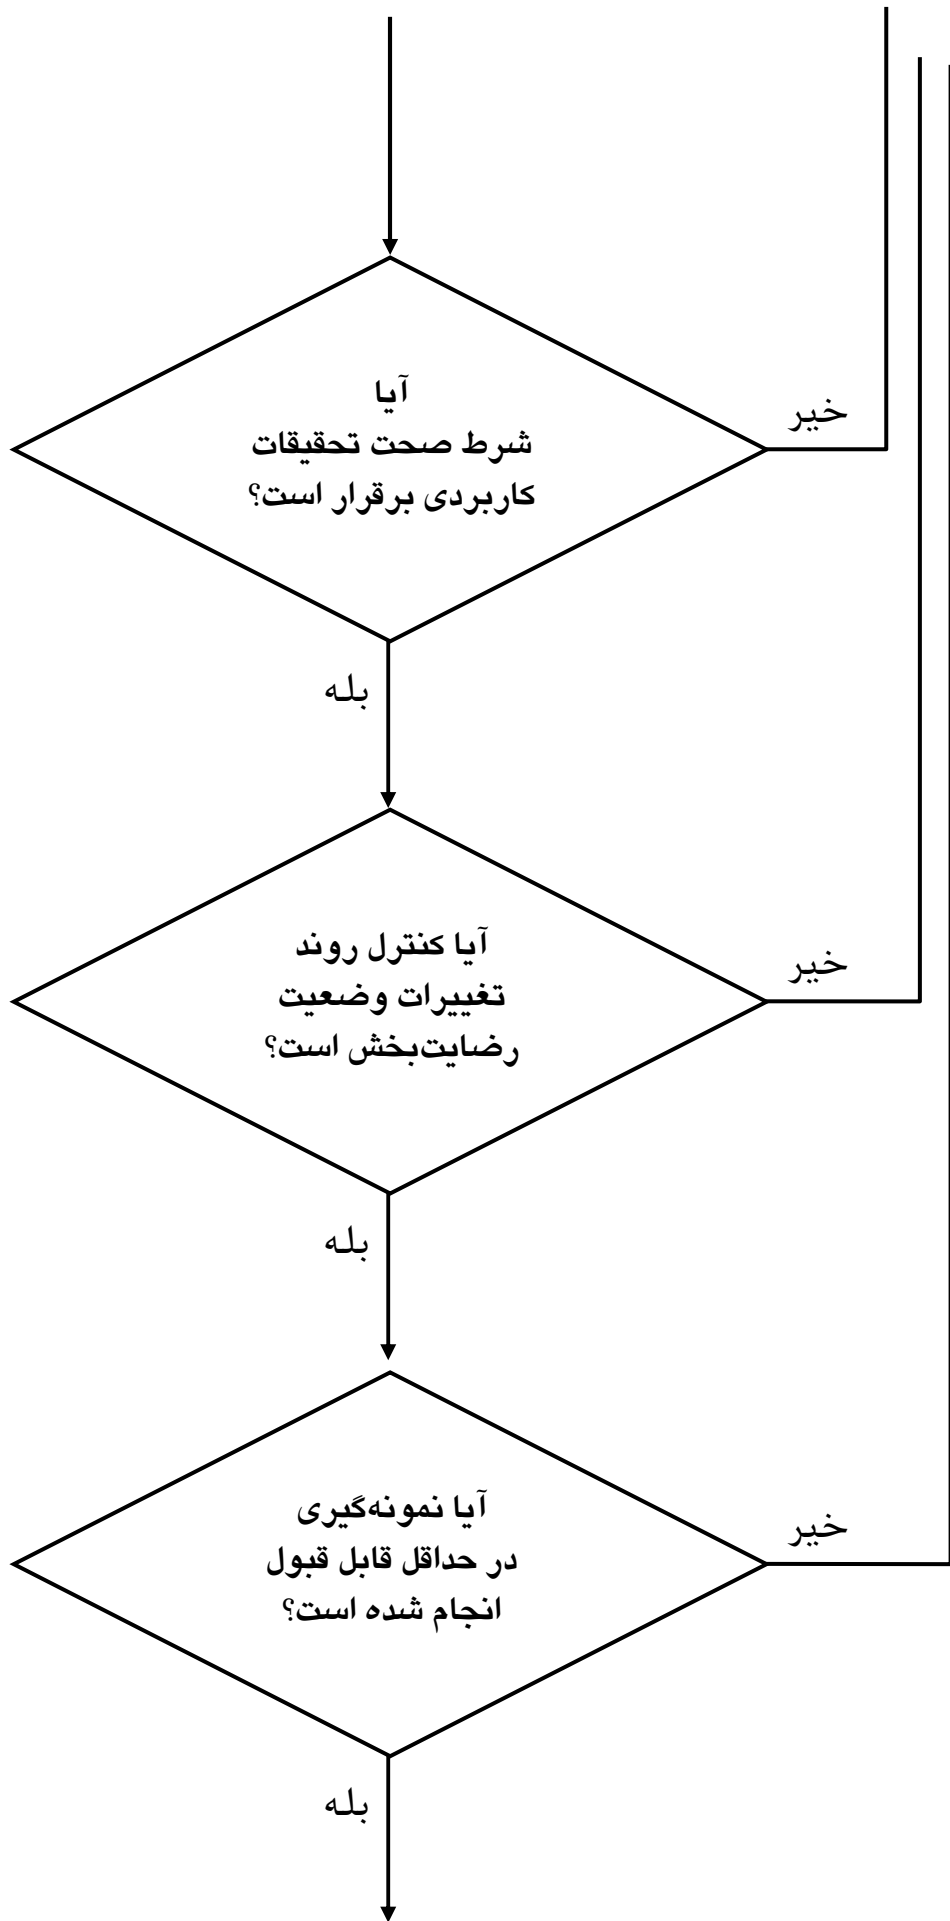 آیا
شرط صحت تحقیقات
کاربردی برقرار است؟
خیر
بله
آیا کنترل روند
تغییرات وضعیت
رضایت‌بخش است؟
خیر
بله
آیا نمونه‌گیری
در حداقل قابل قبول
انجام شده است؟
خیر
بله